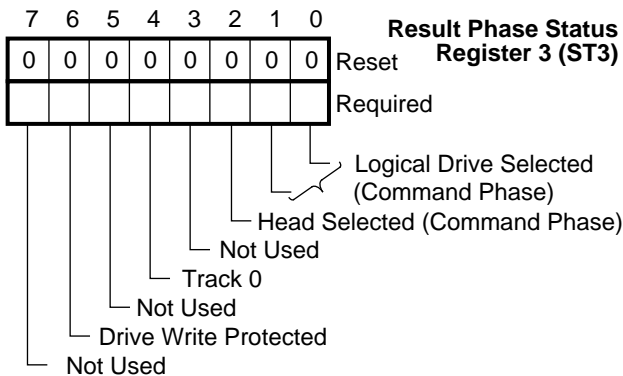 Result Phase Status
Register 3 (ST3)
7 6 5 4 3 2 1 0
0 0 0 0 0 0 0 0 Reset
Required
Logical Drive Selected
(Command Phase)
Head Selected (Command Phase)
Not Used
Track 0
Not Used
Drive Write Protected
Not Used